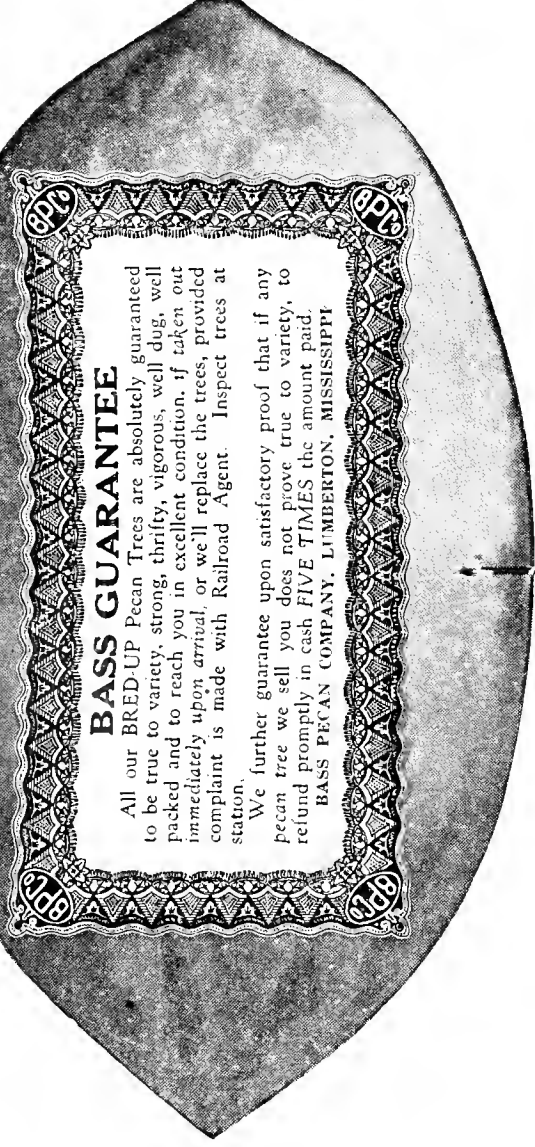 BPCo
BPCo
BASS GUARANTEE
All our BRED-UP Pecan Trees are absolutely guaranteed
to be true to variety, strong, thrifty, vigorous, well dug, well
packed and to reach you in excellent condition, if taken out
immediately upon arrival, or we'll replace the trees, provided
complaint is made with Railroad Agent. Inspect trees at
station.
We further guarantee upon satisfactory proof that if any
pecan tree we sell you does not prove true to variety, to
refund promptly in cash FIVE TIMES the amount paid.
BASS PECAN COMPANY, LUMBERTON, MISSISSIPPI
BPCo
BPCo